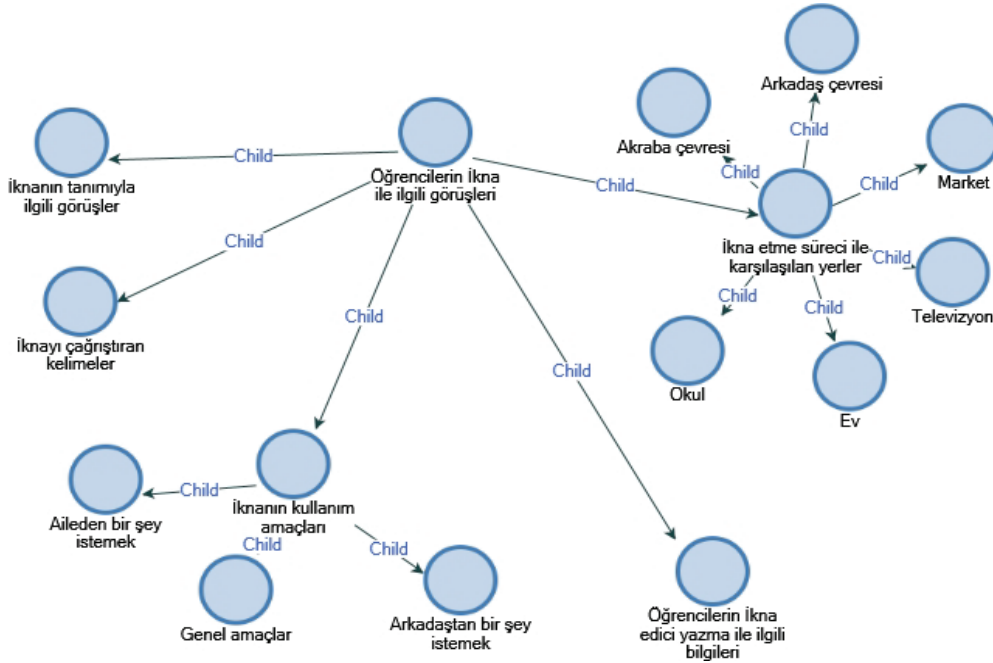 Arkadaş çevresi
Child
Akraba çevresi
Child
Child
Market
Child
İknanın tanımıyla
ilgili görüşler
Child
Öğrencilerin İkna
ile ilgili görüşleri
Child
İkna etme süreci ile
karşılaşılan yerler
Child
Televizyon
Child
Okul
Child
Ev
Child
İknayı çağrıştıran
kelimeler
Child
Child
Aileden bir şey
istemek
Child
İknanın kullanım
amaçları
Child
Genel amaçlar
Child
Arkadaştan bir şey
istemek
Öğrencilerin İkna
edici yazma ile ilgili
bilgileri